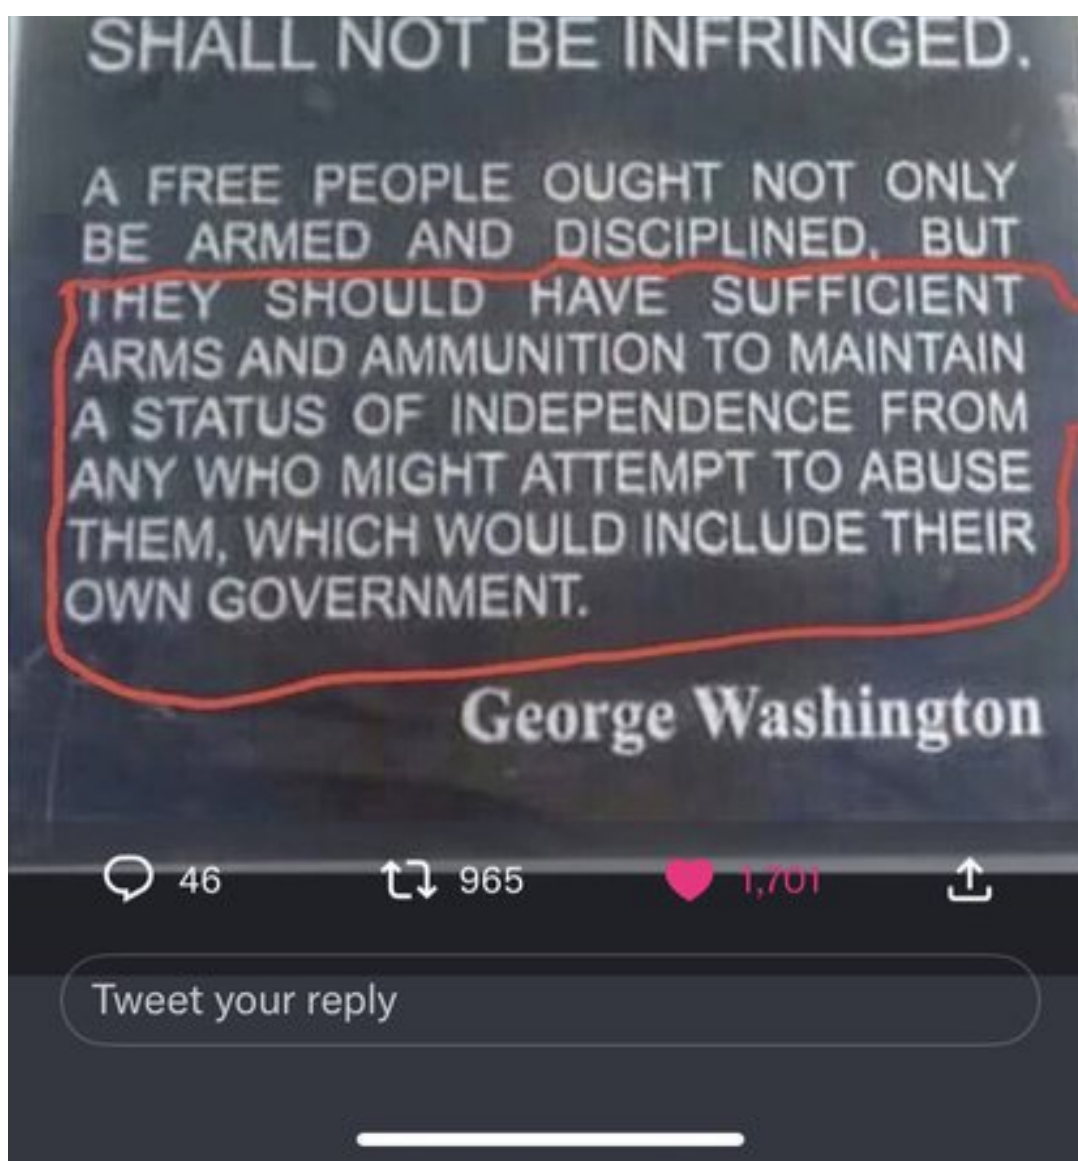 SHALL NOT BE INFRINGED.
A FREE PEOPLE OUGHT NOT ONLY
BE ARMED AND DISCIPLINED, BUT
THEY SHOULD HAVE SUFFICIENT
ARMS AND AMMUNITION TO MAINTAIN
A STATUS OF INDEPENDENCE FROM
ANY WHO MIGHT ATTEMPT TO ABUSE
THEM, WHICH WOULD INCLUDE THEIR
OWN GOVERNMENT.
George Washington
46 965 1,701
Tweet your reply